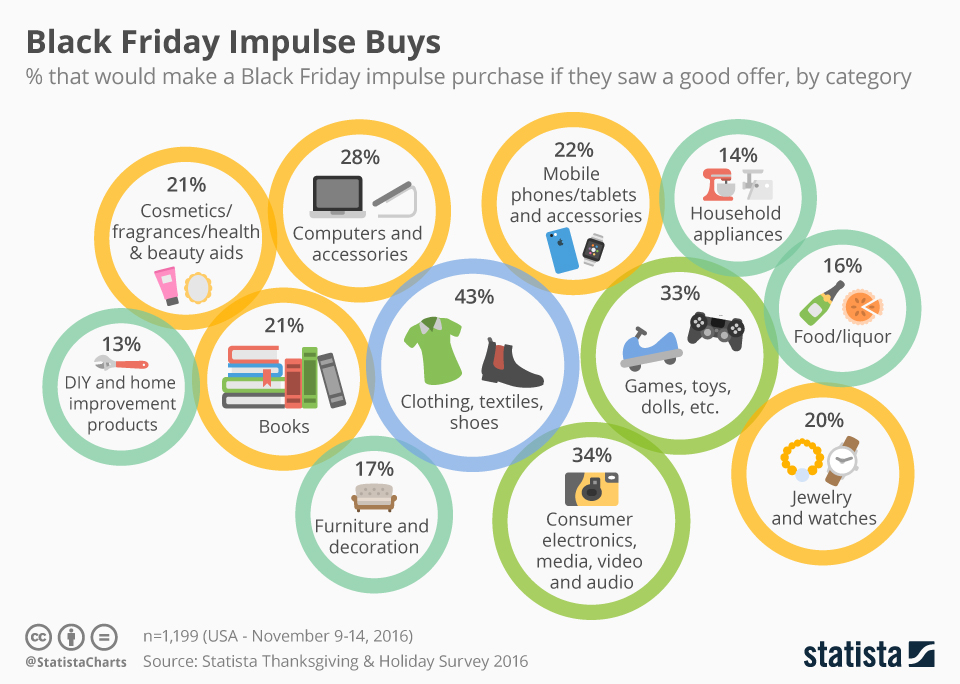 Black Friday Impulse Buys
% that would make a Black Friday impulse purchase if they saw a good offer, by category
21%
Cosmetics/
fragrances/health
& beauty aids
28%
Computers and
accessories
22%
Mobile
phones/tablets
and accessories
14%
Household
appliances
16%
Food/liquor
13%
DIY and home
improvement
products
21%
Books
43%
Clothing, textiles,
shoes
33%
Games, toys,
dolls, etc.
20%
Jewelry
and watches
17%
Furniture and
decoration
34%
Consumer
electronics,
media, video
and audio
cc
@StatistaCharts
n=1,199 (USA - November 9-14, 2016)
Source: Statista Thanksgiving & Holiday Survey 2016
statista